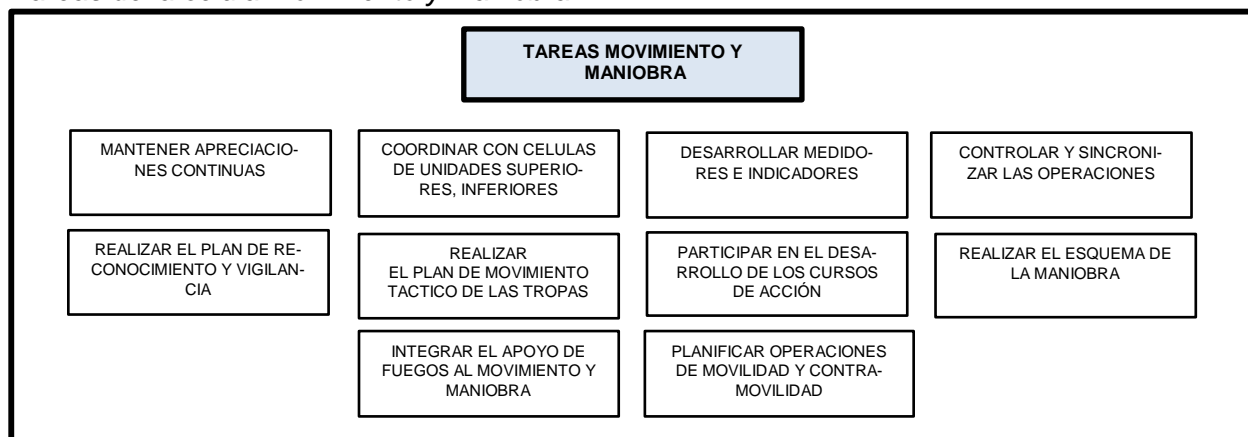 TAREAS MOVIMIENTO Y
MANIOBRA
MANTENER APRECIACIO-
NES CONTINUAS
COORDINAR CON CELULAS
DE UNIDADES SUPERIO-
RES, INFERIORES
DESARROLLAR MEDIDO-
RES E INDICADORES
CONTROLAR Y SINCRONI-
ZAR LAS OPERACIONES
REALIZAR EL PLAN DE RE-
CONOCIMIENTO Y VIGILAN-
CIA
REALIZAR
EL PLAN DE MOVIMIENTO
TACTICO DE LAS TROPAS
PARTICIPAR EN EL DESA-
RROLLO DE LOS CURSOS
DE ACCIÓN
REALIZAR EL ESQUEMA DE
LA MANIOBRA
INTEGRAR EL APOYO DE
FUEGOS AL MOVIMIENTO Y
MANIOBRA
PLANIFICAR OPERACIONES
DE MOVILIDAD Y CONTRA-
MOVILIDAD